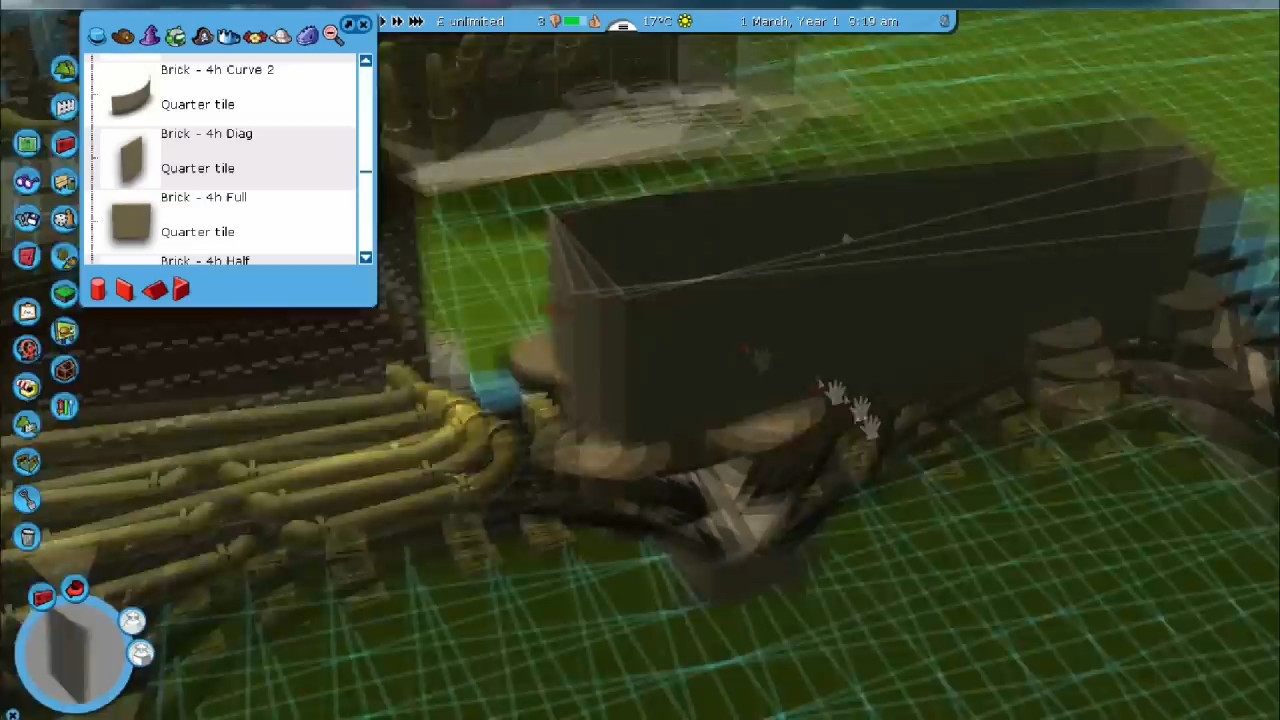 £ unlimited 3 17°C 1 March, Year 1 9:19 am
Brick - 4h Curve 2
Quarter tile
Brick - 4h Diag
Quarter tile
Brick - 4h Full
Quarter tile
Brick - 4h Half